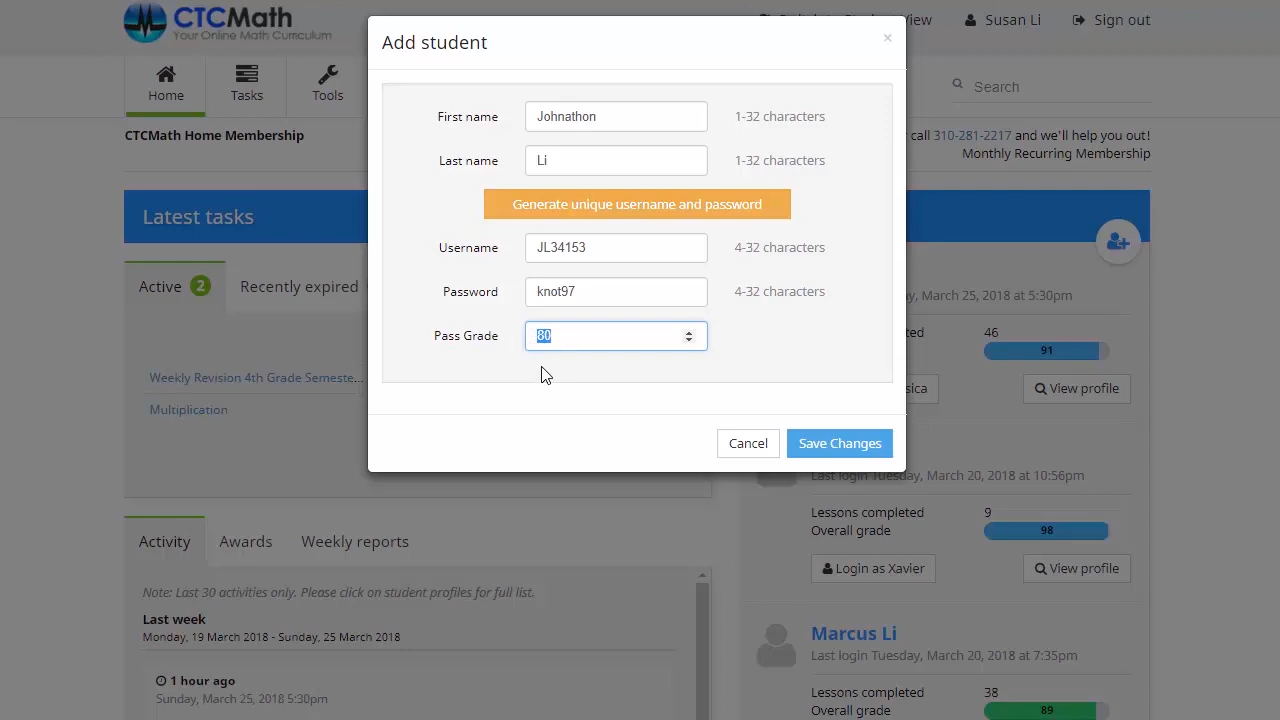 CTCMath
Your Online Math Curriculum
View
Susan Li
Sign out
Home
Tasks
Tools
Search
CTCMath Home Membership
call 310-281-2217 and we'll help you out!
Monthly Recurring Membership
Latest tasks
Active 2
Recently expired
Weekly Revision 4th Grade Semeste...
Multiplication
Add student
×
First name
Johnathon
1-32 characters
Last name
Li
1-32 characters
Generate unique username and password
Username
JL34153
4-32 characters
Password
knot97
4-32 characters
Pass Grade
80
Cancel
Save Changes
March 25, 2018 at 5:30pm
46
91
View profile
Last login Tuesday, March 20, 2018 at 10:56pm
Lessons completed
9
Overall grade
98
Login as Xavier
View profile
Marcus Li
Last login Tuesday, March 20, 2018 at 7:35pm
Lessons completed
38
Overall grade
89
Activity
Awards
Weekly reports
Note: Last 30 activities only. Please click on student profiles for full list.
Last week
Monday, 19 March 2018 - Sunday, 25 March 2018
1 hour ago
Sunday, March 25, 2018 5:30pm